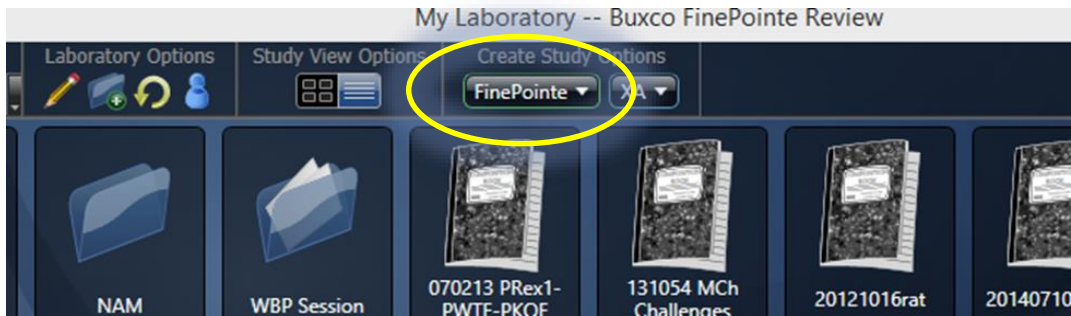 My Laboratory -- Buxco FinePointe Review
Laboratory Options
Study View Options
Create Study Options
FinePointe
XA
NAM
WBP Session
070213 PRex1-
PWTF-PKOF
131054 MCh
Challenges
20121016rat
20140710